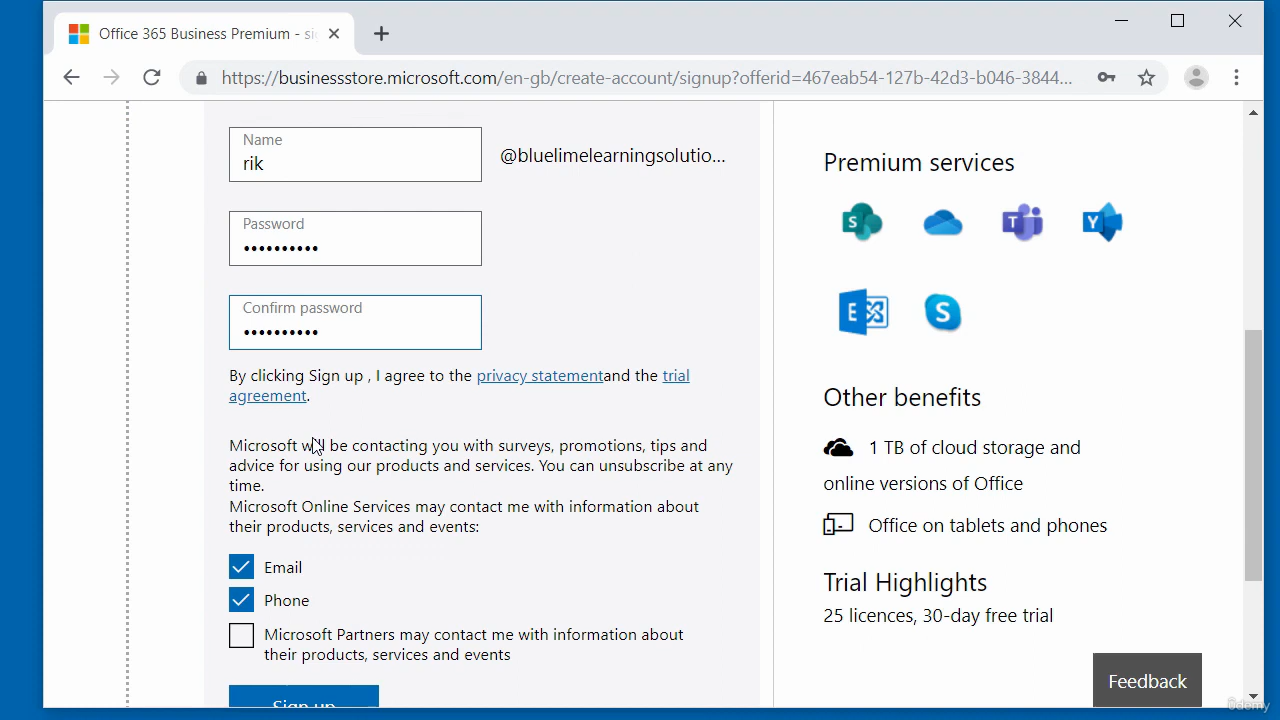 Office 365 Business Premium - si
https://businessstore.microsoft.com/en-gb/create-account/signup?offerid=467eab54-127b-42d3-b046-3844...
Name
rik
@bluelimelearningsolutio...
Password
••••••••••
Confirm password
••••••••••
By clicking Sign up , I agree to the privacy statementand the trial
agreement.
Microsoft will be contacting you with surveys, promotions, tips and
advice for using our products and services. You can unsubscribe at any
time.
Microsoft Online Services may contact me with information about
their products, services and events:
Email
Phone
Microsoft Partners may contact me with information about
their products, services and events
Sign up
Premium services
S
T
Y
E
S
Other benefits
1 TB of cloud storage and
online versions of Office
Office on tablets and phones
Trial Highlights
25 licences, 30-day free trial
Feedback
Udemy